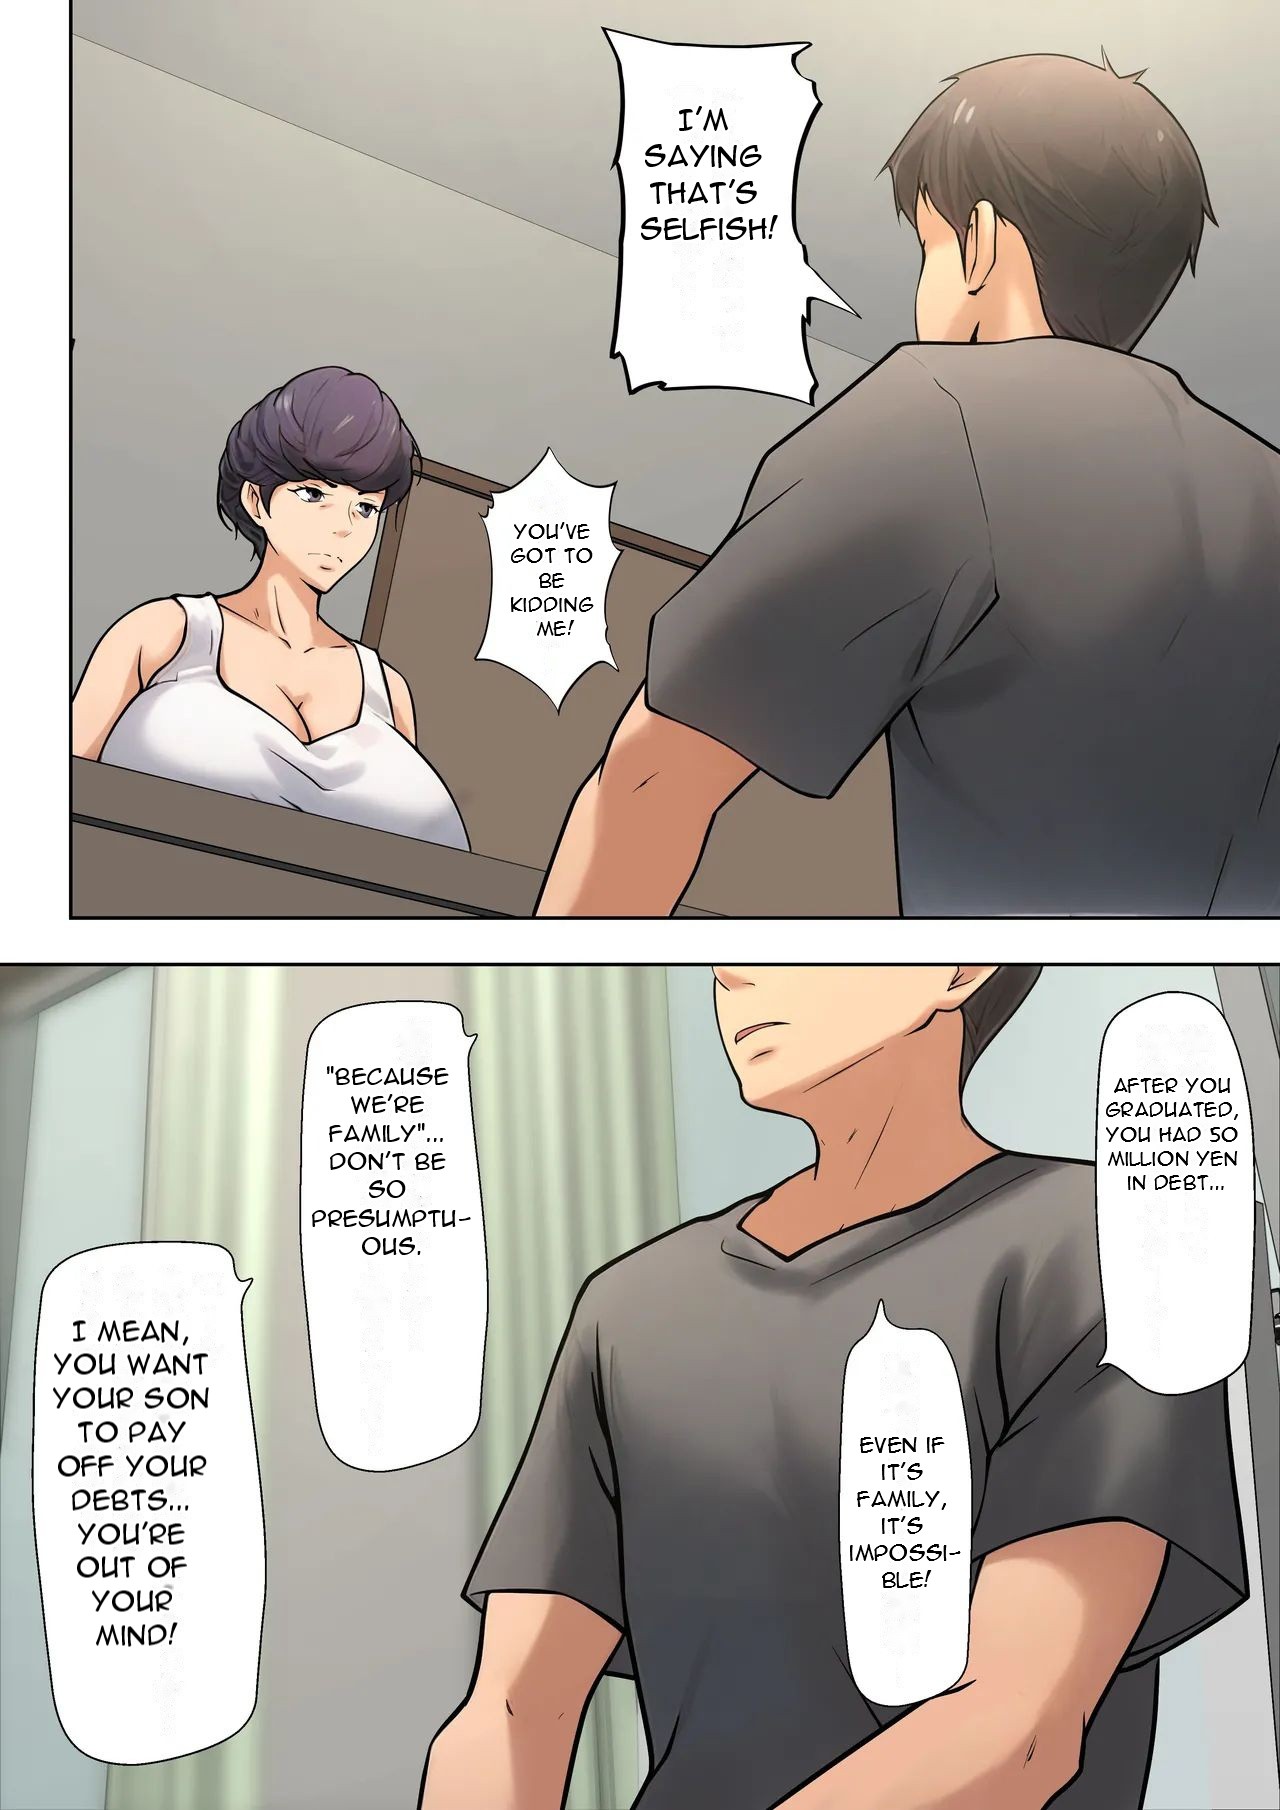 I'M
SAYING
THAT'S
SELFISH!
YOU'VE
GOT TO
BE
KIDDING
ME!
AFTER YOU
GRADUATED,
YOU HAD 50
MILLION YEN
IN DEBT...
EVEN IF
IT'S
FAMILY,
IT'S
IMPOSSI-
BLE!
"BECAUSE
WE'RE
FAMILY"...
DON'T BE
SO
PRESUMPTU-
OUS.
I MEAN,
YOU WANT
YOUR SON
TO PAY
OFF YOUR
DEBTS...
YOU'RE
OUT OF
YOUR
MIND!